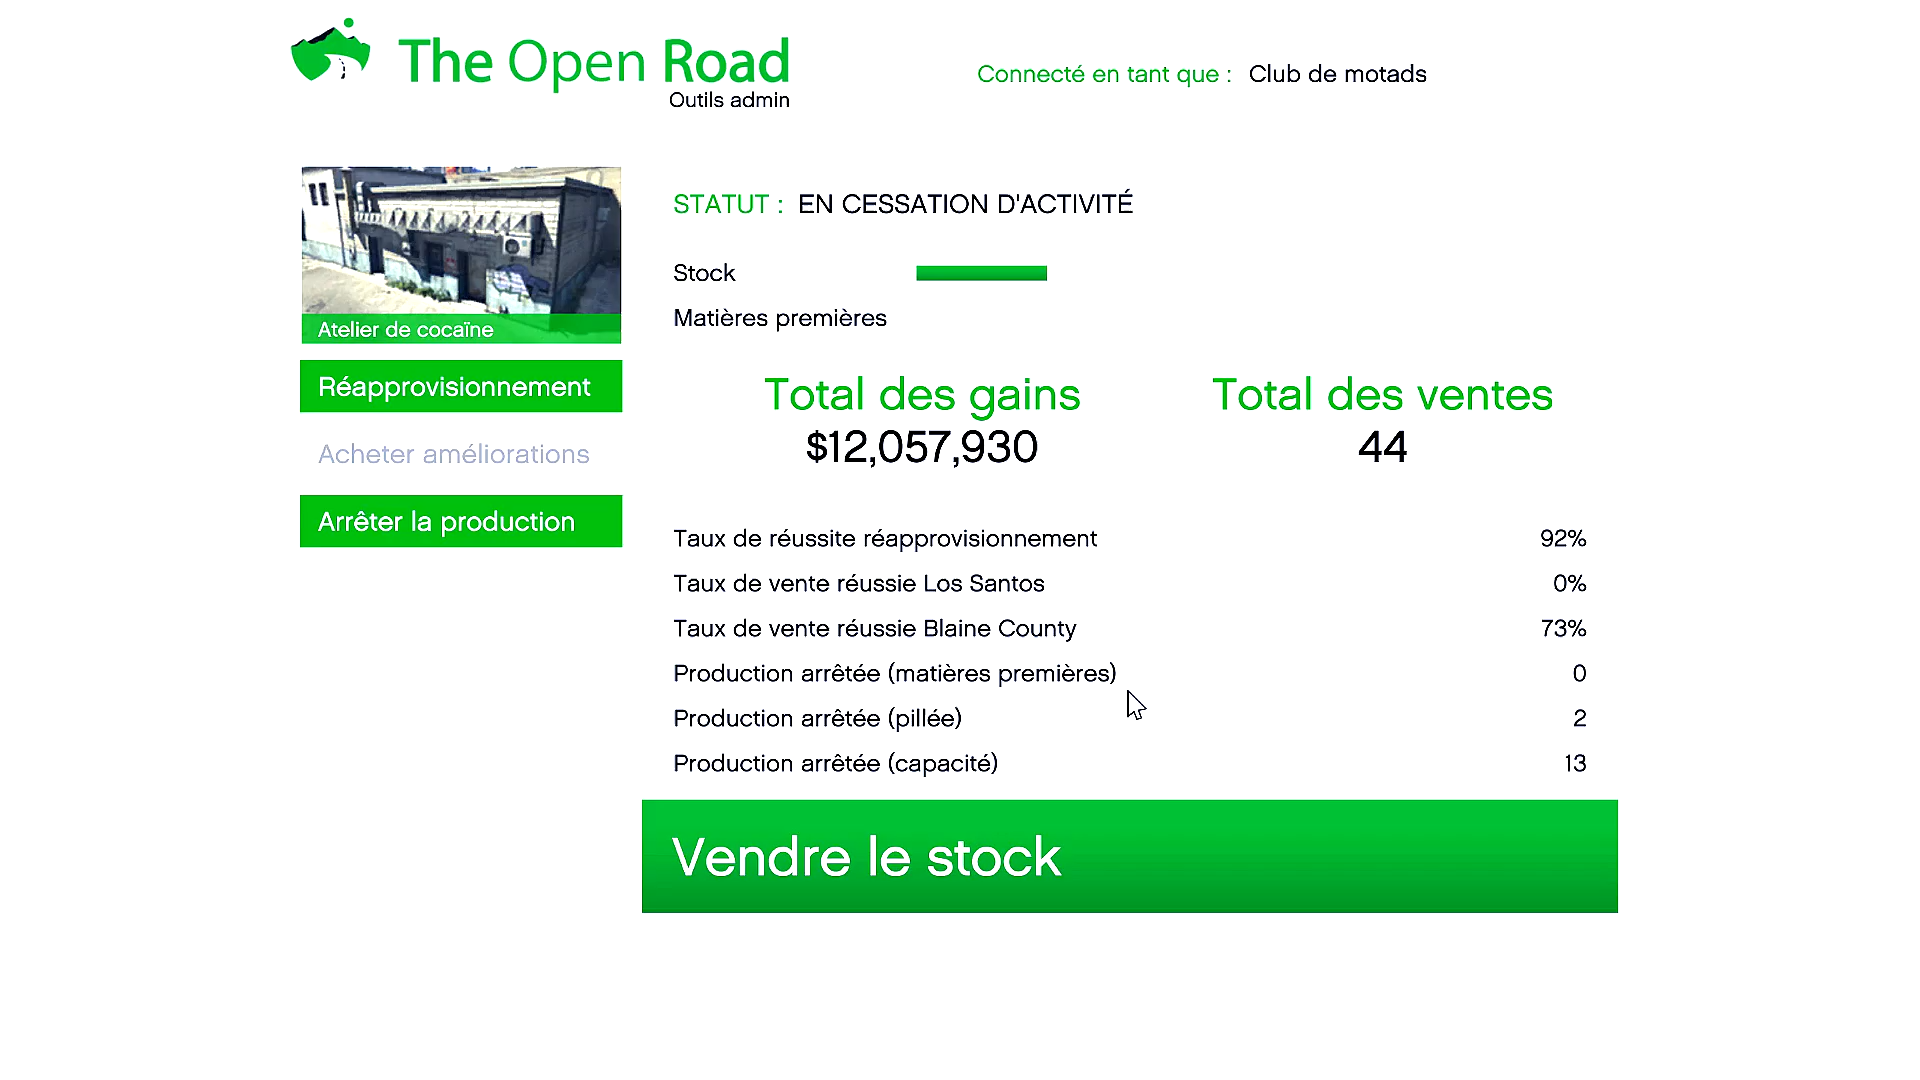 The Open Road
Outils admin
Connecté en tant que : Club de motads
Atelier de cocaïne
Réapprovisionnement
Acheter améliorations
Arrêter la production
STATUT : EN CESSATION D'ACTIVITÉ
Stock
Matières premières
Total des gains
$12,057,930
Total des ventes
44
Taux de réussite réapprovisionnement 92%
Taux de vente réussie Los Santos 0%
Taux de vente réussie Blaine County 73%
Production arrêtée (matières premières) 0
Production arrêtée (pillée) 2
Production arrêtée (capacité) 13
Vendre le stock